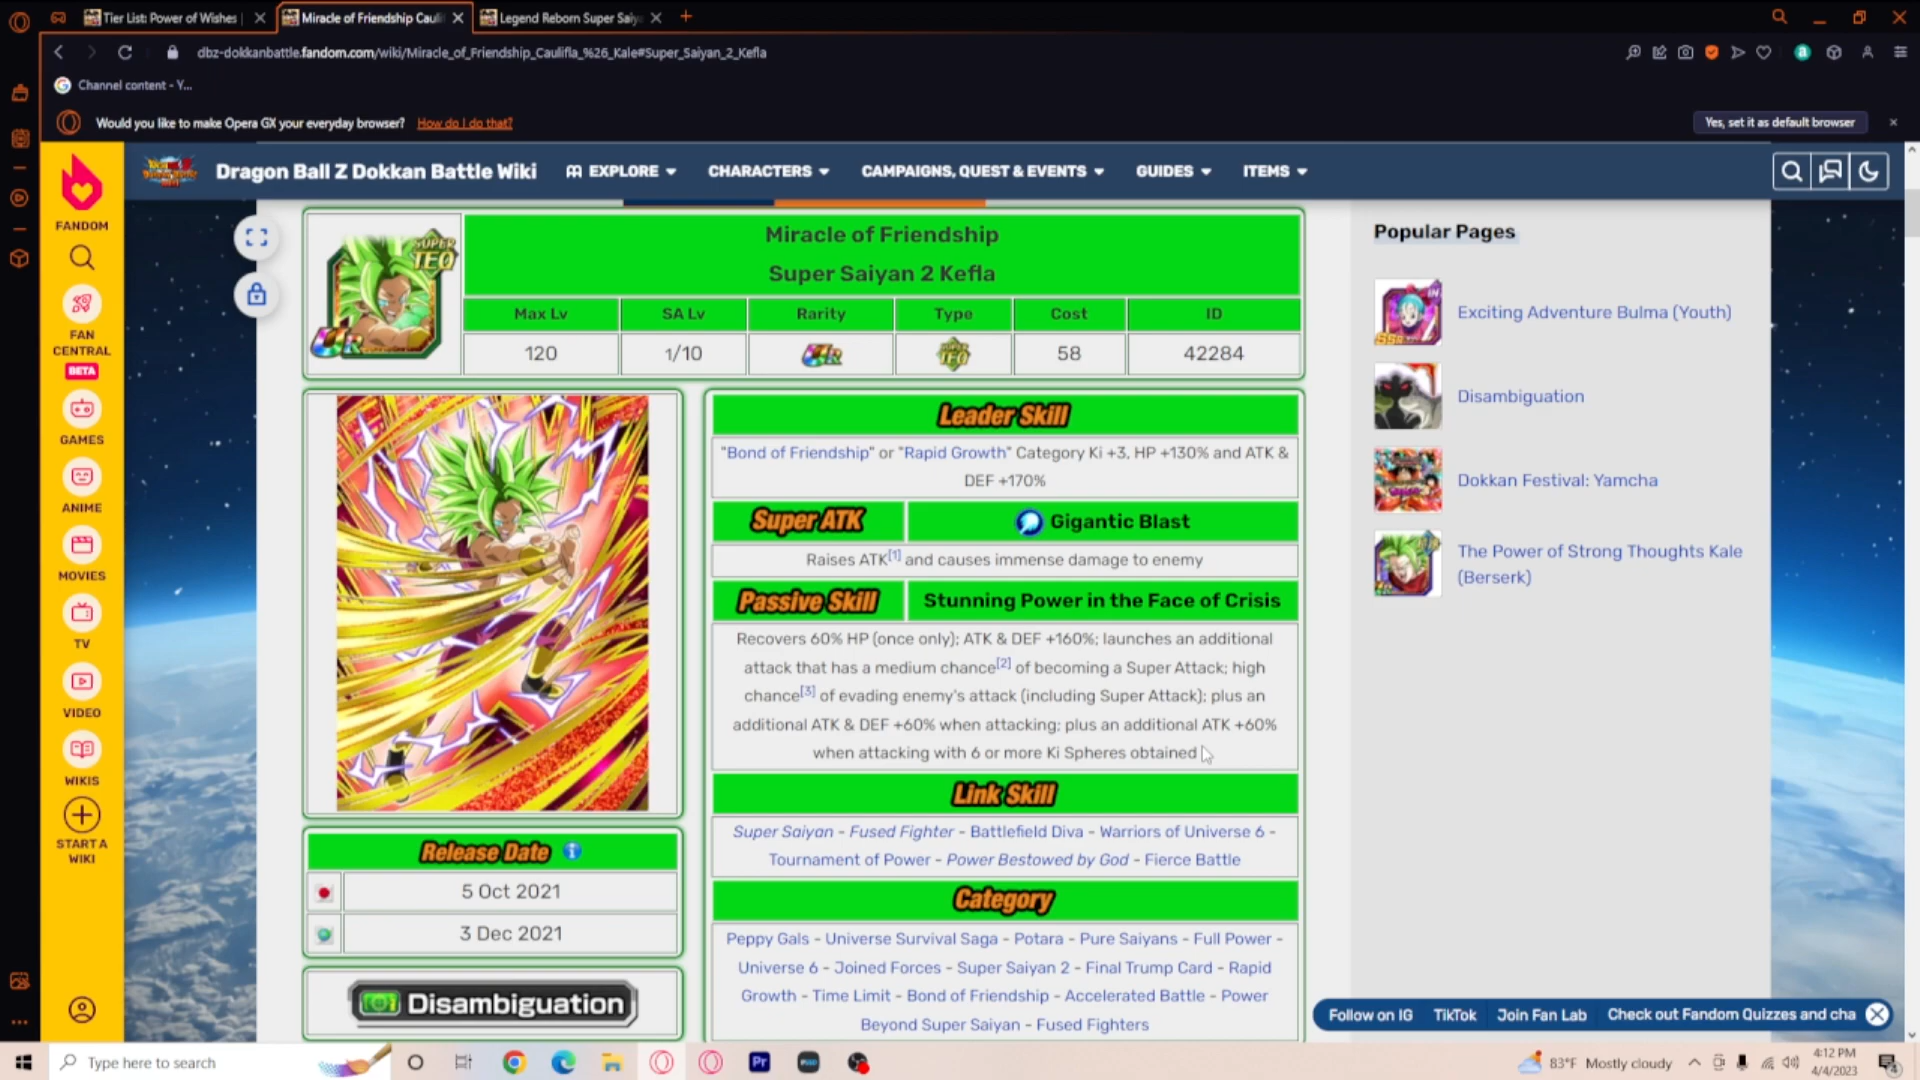 Tier List: Power of Wishes |
Miracle of Friendship Caulif
Legend Reborn Super Saiy
dbz-dokkanbattle.fandom.com/wiki/Miracle_of_Friendship_Caulifla_%26_Kale#Super_Saiyan_2_Kefla
Channel content - Y...
Would you like to make Opera GX your everyday browser? How do I do that?
Yes, set it as default browser
Dragon Ball Z Dokkan Battle Wiki
EXPLORE
CHARACTERS
CAMPAIGNS, QUEST & EVENTS
GUIDES
ITEMS
FANDOM
FAN
CENTRAL
BETA
GAMES
ANIME
MOVIES
TV
VIDEO
WIKIS
START A
WIKI
SUPER
TEQ
UR
Miracle of Friendship
Super Saiyan 2 Kefla
Max Lv SA Lv Rarity Type Cost ID
120 1/10 UR SUPER TEQ 58 42284
Leader Skill
"Bond of Friendship" or "Rapid Growth" Category Ki +3, HP +130% and ATK &
DEF +170%
Super ATK Gigantic Blast
Raises ATK[1] and causes immense damage to enemy
Passive Skill Stunning Power in the Face of Crisis
Recovers 60% HP (once only); ATK & DEF +160%; launches an additional
attack that has a medium chance[2] of becoming a Super Attack; high
chance[3] of evading enemy's attack (including Super Attack); plus an
additional ATK & DEF +60% when attacking; plus an additional ATK +60%
when attacking with 6 or more Ki Spheres obtained
Link Skill
Super Saiyan - Fused Fighter - Battlefield Diva - Warriors of Universe 6 -
Tournament of Power - Power Bestowed by God - Fierce Battle
Category
Peppy Gals - Universe Survival Saga - Potara - Pure Saiyans - Full Power -
Universe 6 - Joined Forces - Super Saiyan 2 - Final Trump Card - Rapid
Growth - Time Limit - Bond of Friendship - Accelerated Battle - Power
Beyond Super Saiyan - Fused Fighters
Release Date
5 Oct 2021
3 Dec 2021
Disambiguation
Popular Pages
Exciting Adventure Bulma (Youth)
Disambiguation
Dokkan Festival: Yamcha
The Power of Strong Thoughts Kale
(Berserk)
Follow on IG
TikTok
Join Fan Lab
Check out Fandom Quizzes and cha
Type here to search
Pr
83°F Mostly cloudy
4:12 PM
4/4/2023
4